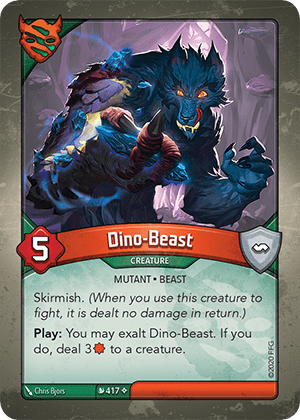 Dino-Beast
5
CREATURE
MUTANT • BEAST
Skirmish. (When you use this creature to
fight, it is dealt no damage in return.)
Play: You may exalt Dino-Beast. If you
do, deal 3 to a creature.
©2020 FFG
Chris Bjors
417